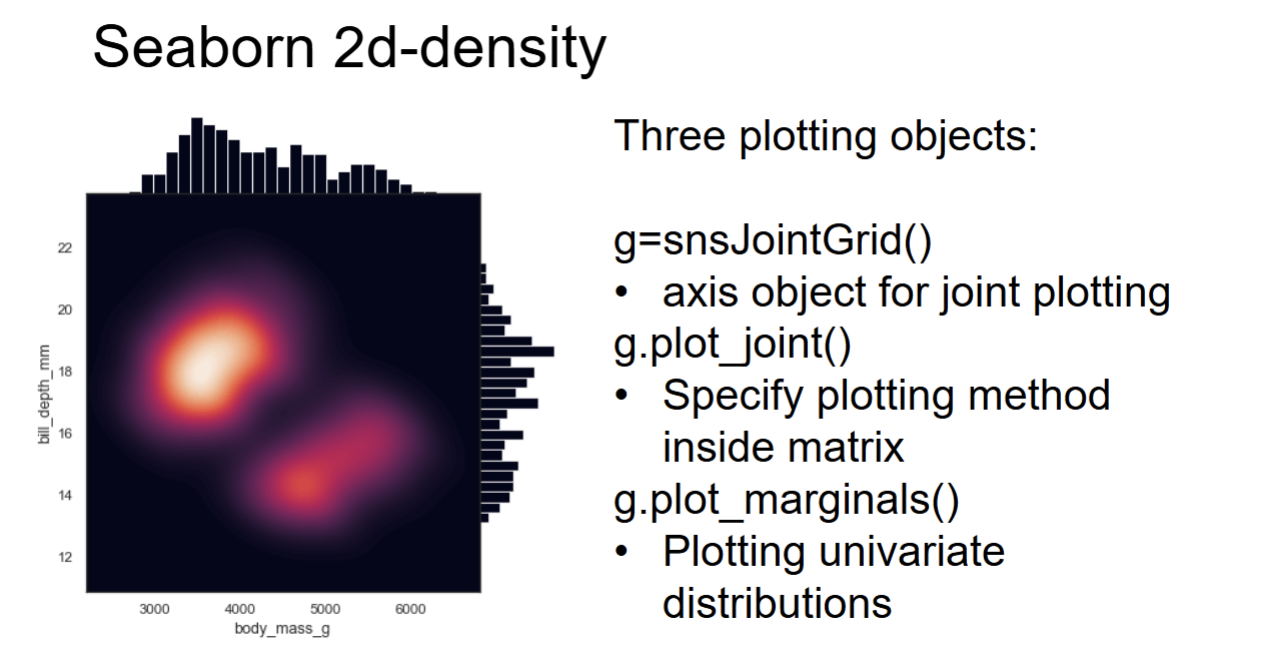 Seaborn 2d-density
Three plotting objects:
g=snsJointGrid()
• axis object for joint plotting
g.plot_joint()
• Specify plotting method
inside matrix
g.plot_marginals()
• Plotting univariate
distributions
22
20
18
16
14
12
bill_depth_mm
3000 4000 5000 6000
body_mass_g